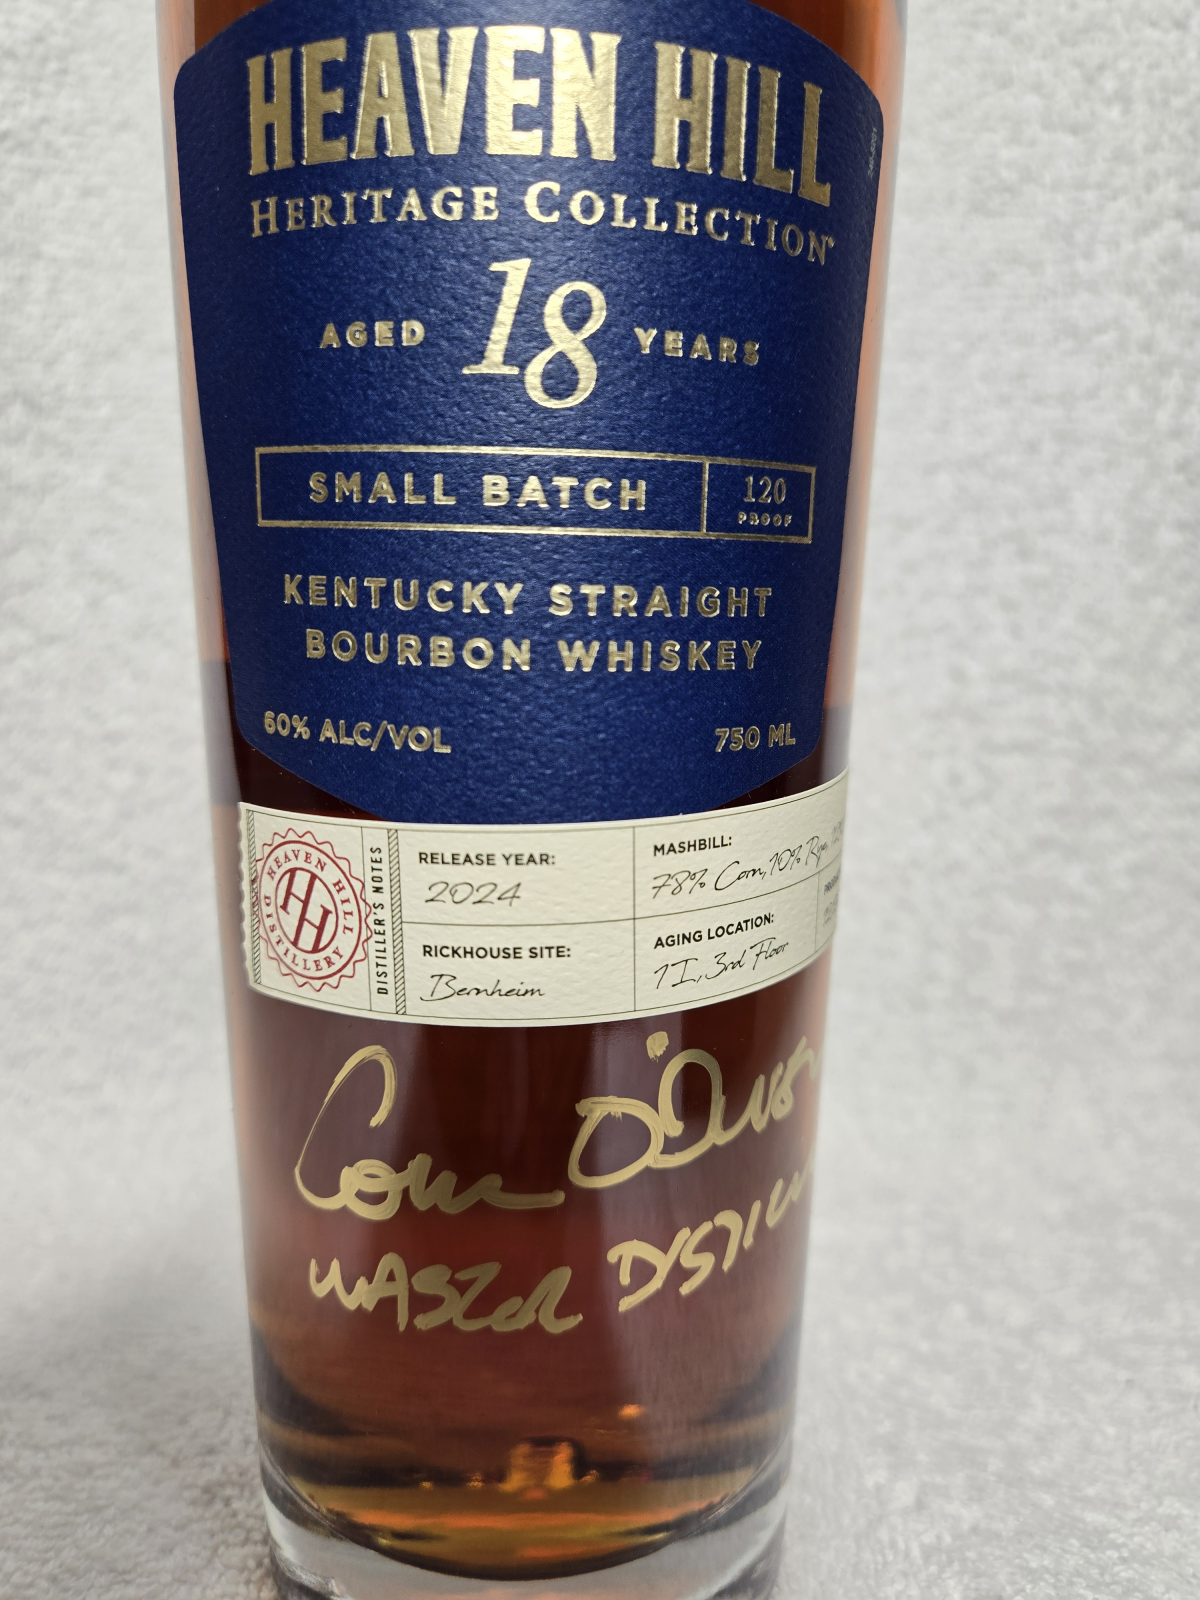 HEAVEN HILL
HERITAGE COLLECTION
AGED 18 YEARS
SMALL BATCH
120
PROOF
KENTUCKY STRAIGHT
BOURBON WHISKEY
60% ALC/VOL
750 ML
HEAVEN HILL DISTILLERY
HH
DISTILLER'S NOTES
RELEASE YEAR:
2024
RICKHOUSE SITE:
Bernheim
MASHBILL:
78% Corn, 10% Rye,
AGING LOCATION:
1I, 3rd Floor
MASTER